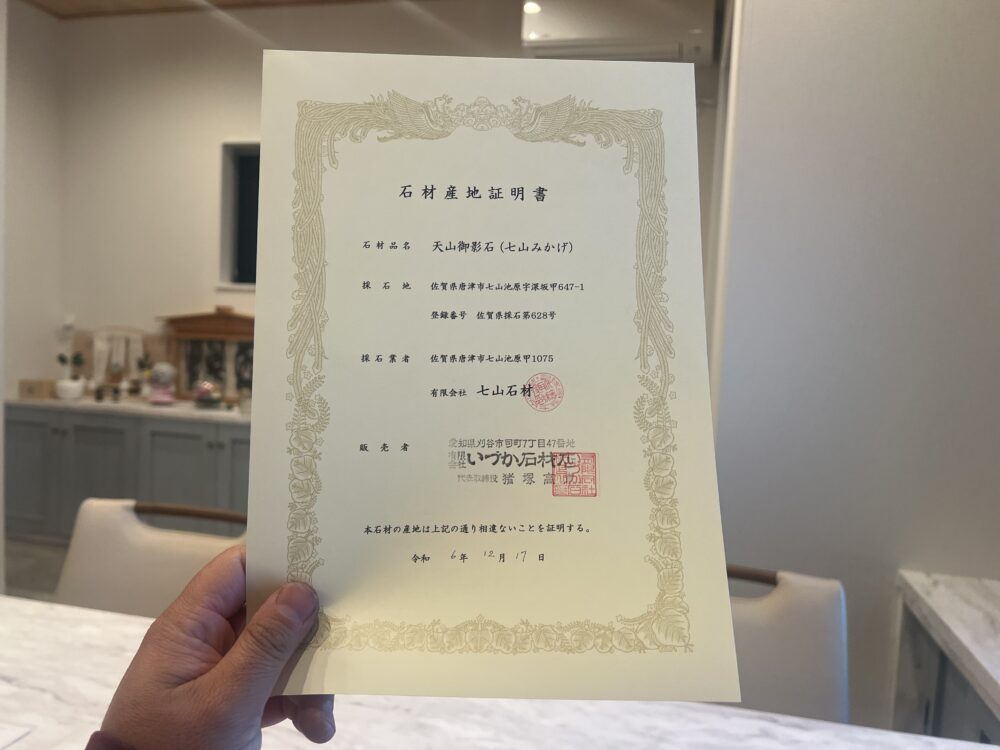 石材産地証明書
石材品名 天山御影石(七山みかげ)
採石地 佐賀県唐津市七山池原字深坂甲647-1
登録番号 佐賀県採石第628号
採石業者 佐賀県唐津市七山池原甲1075
有限会社 七山石材
販売者 愛知県刈谷市司町7丁目47番地
有限会社 いづか石材店
代表取締役 猪塚
本石材の産地は上記の通り相違ないことを証明する。
令和 6年 12月 17日